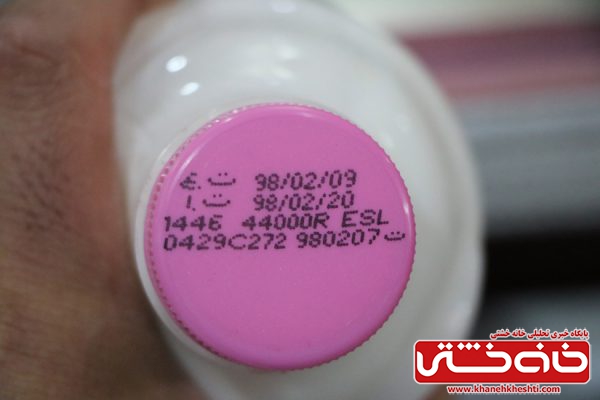 98/02/09
98/02/20
1446 44000R ESL
0429C272 980207
پایگاه خبری تحلیلی خانه خشتی
خانه خشتی
www.khanehkheshti.com